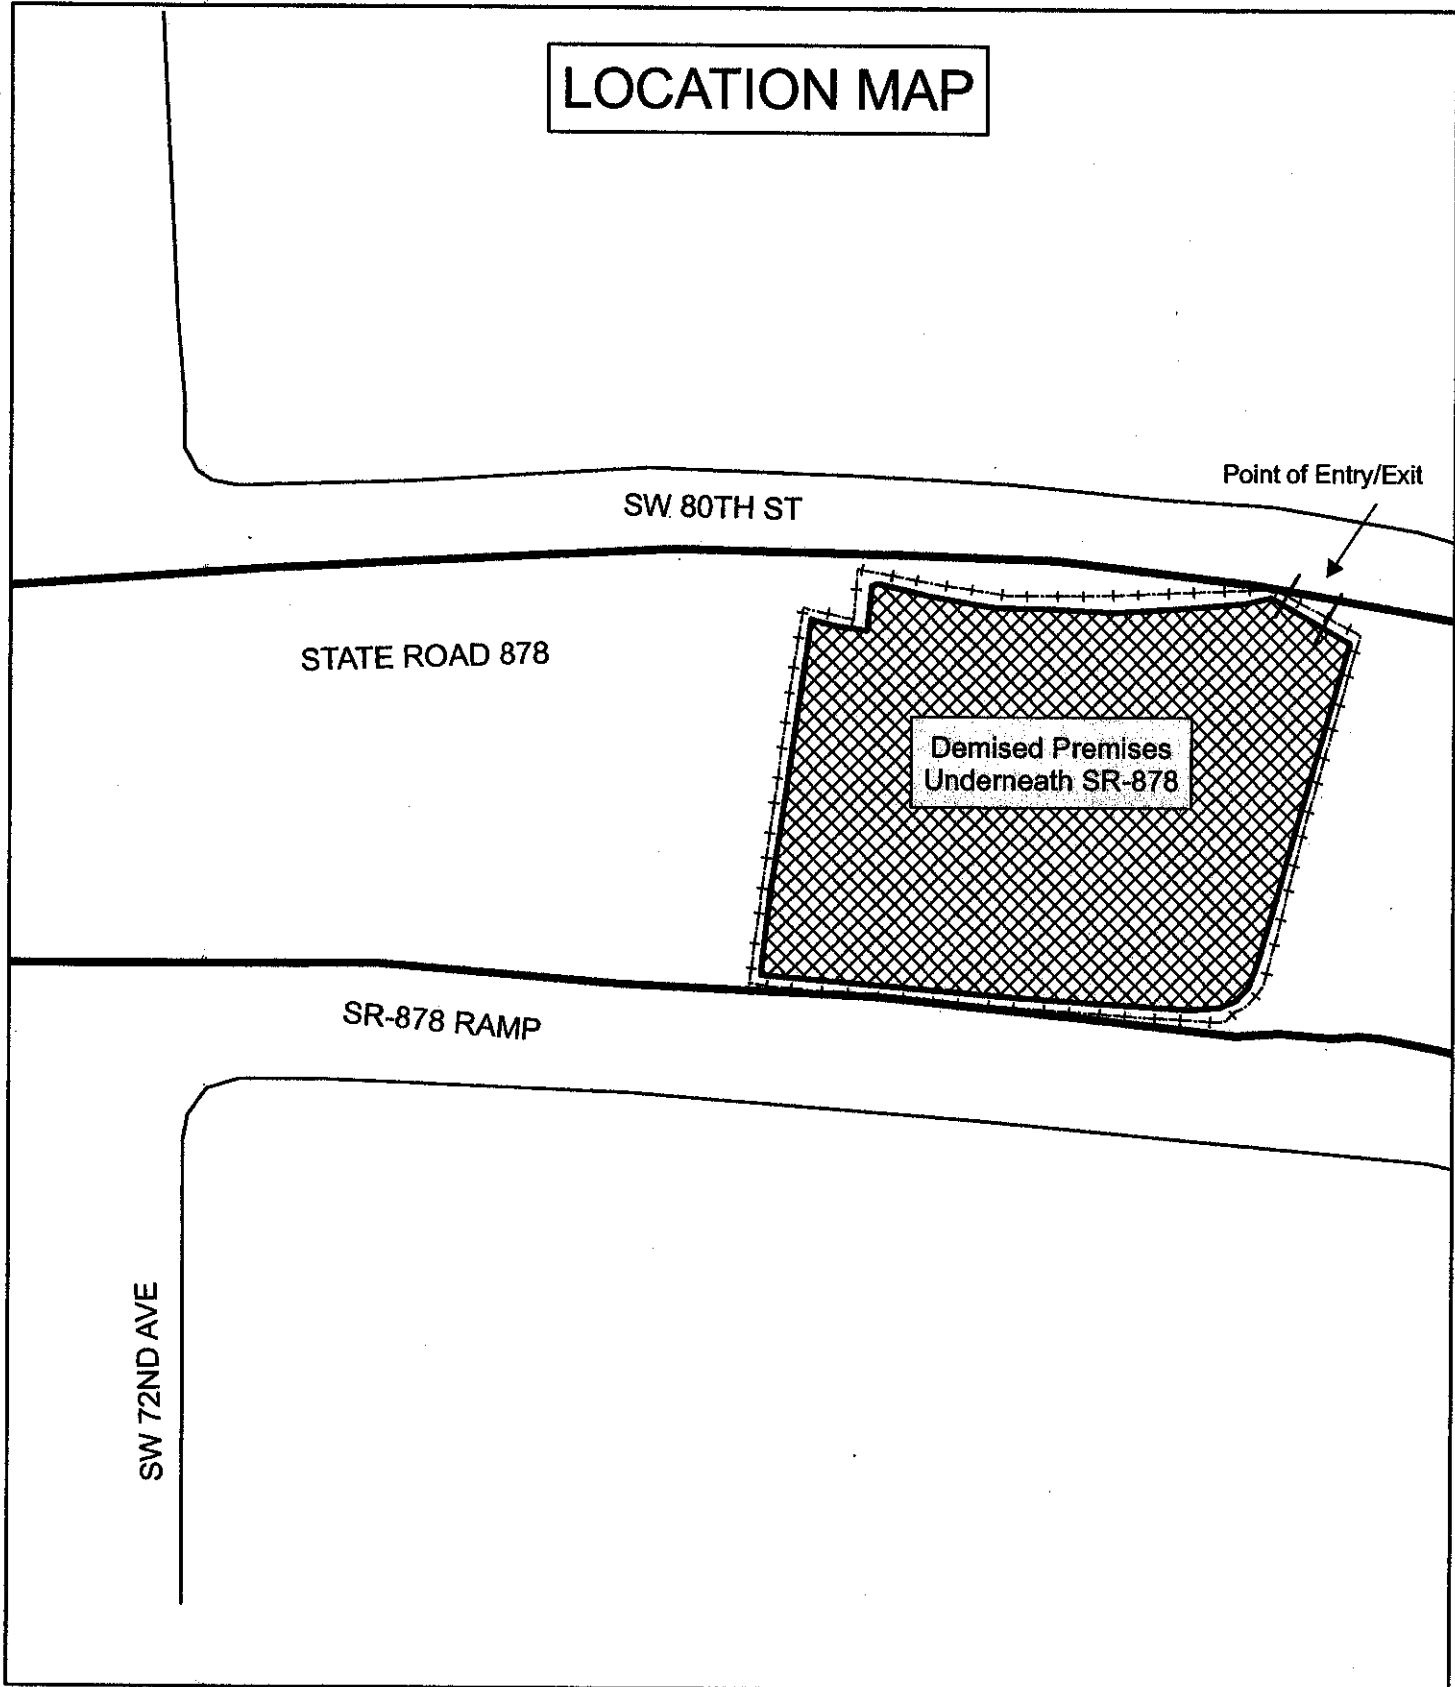 LOCATION MAP
Point of Entry/Exit
SW 80TH ST
STATE ROAD 878
Demised Premises
Underneath SR-878
SR-878 RAMP
SW 72ND AVE